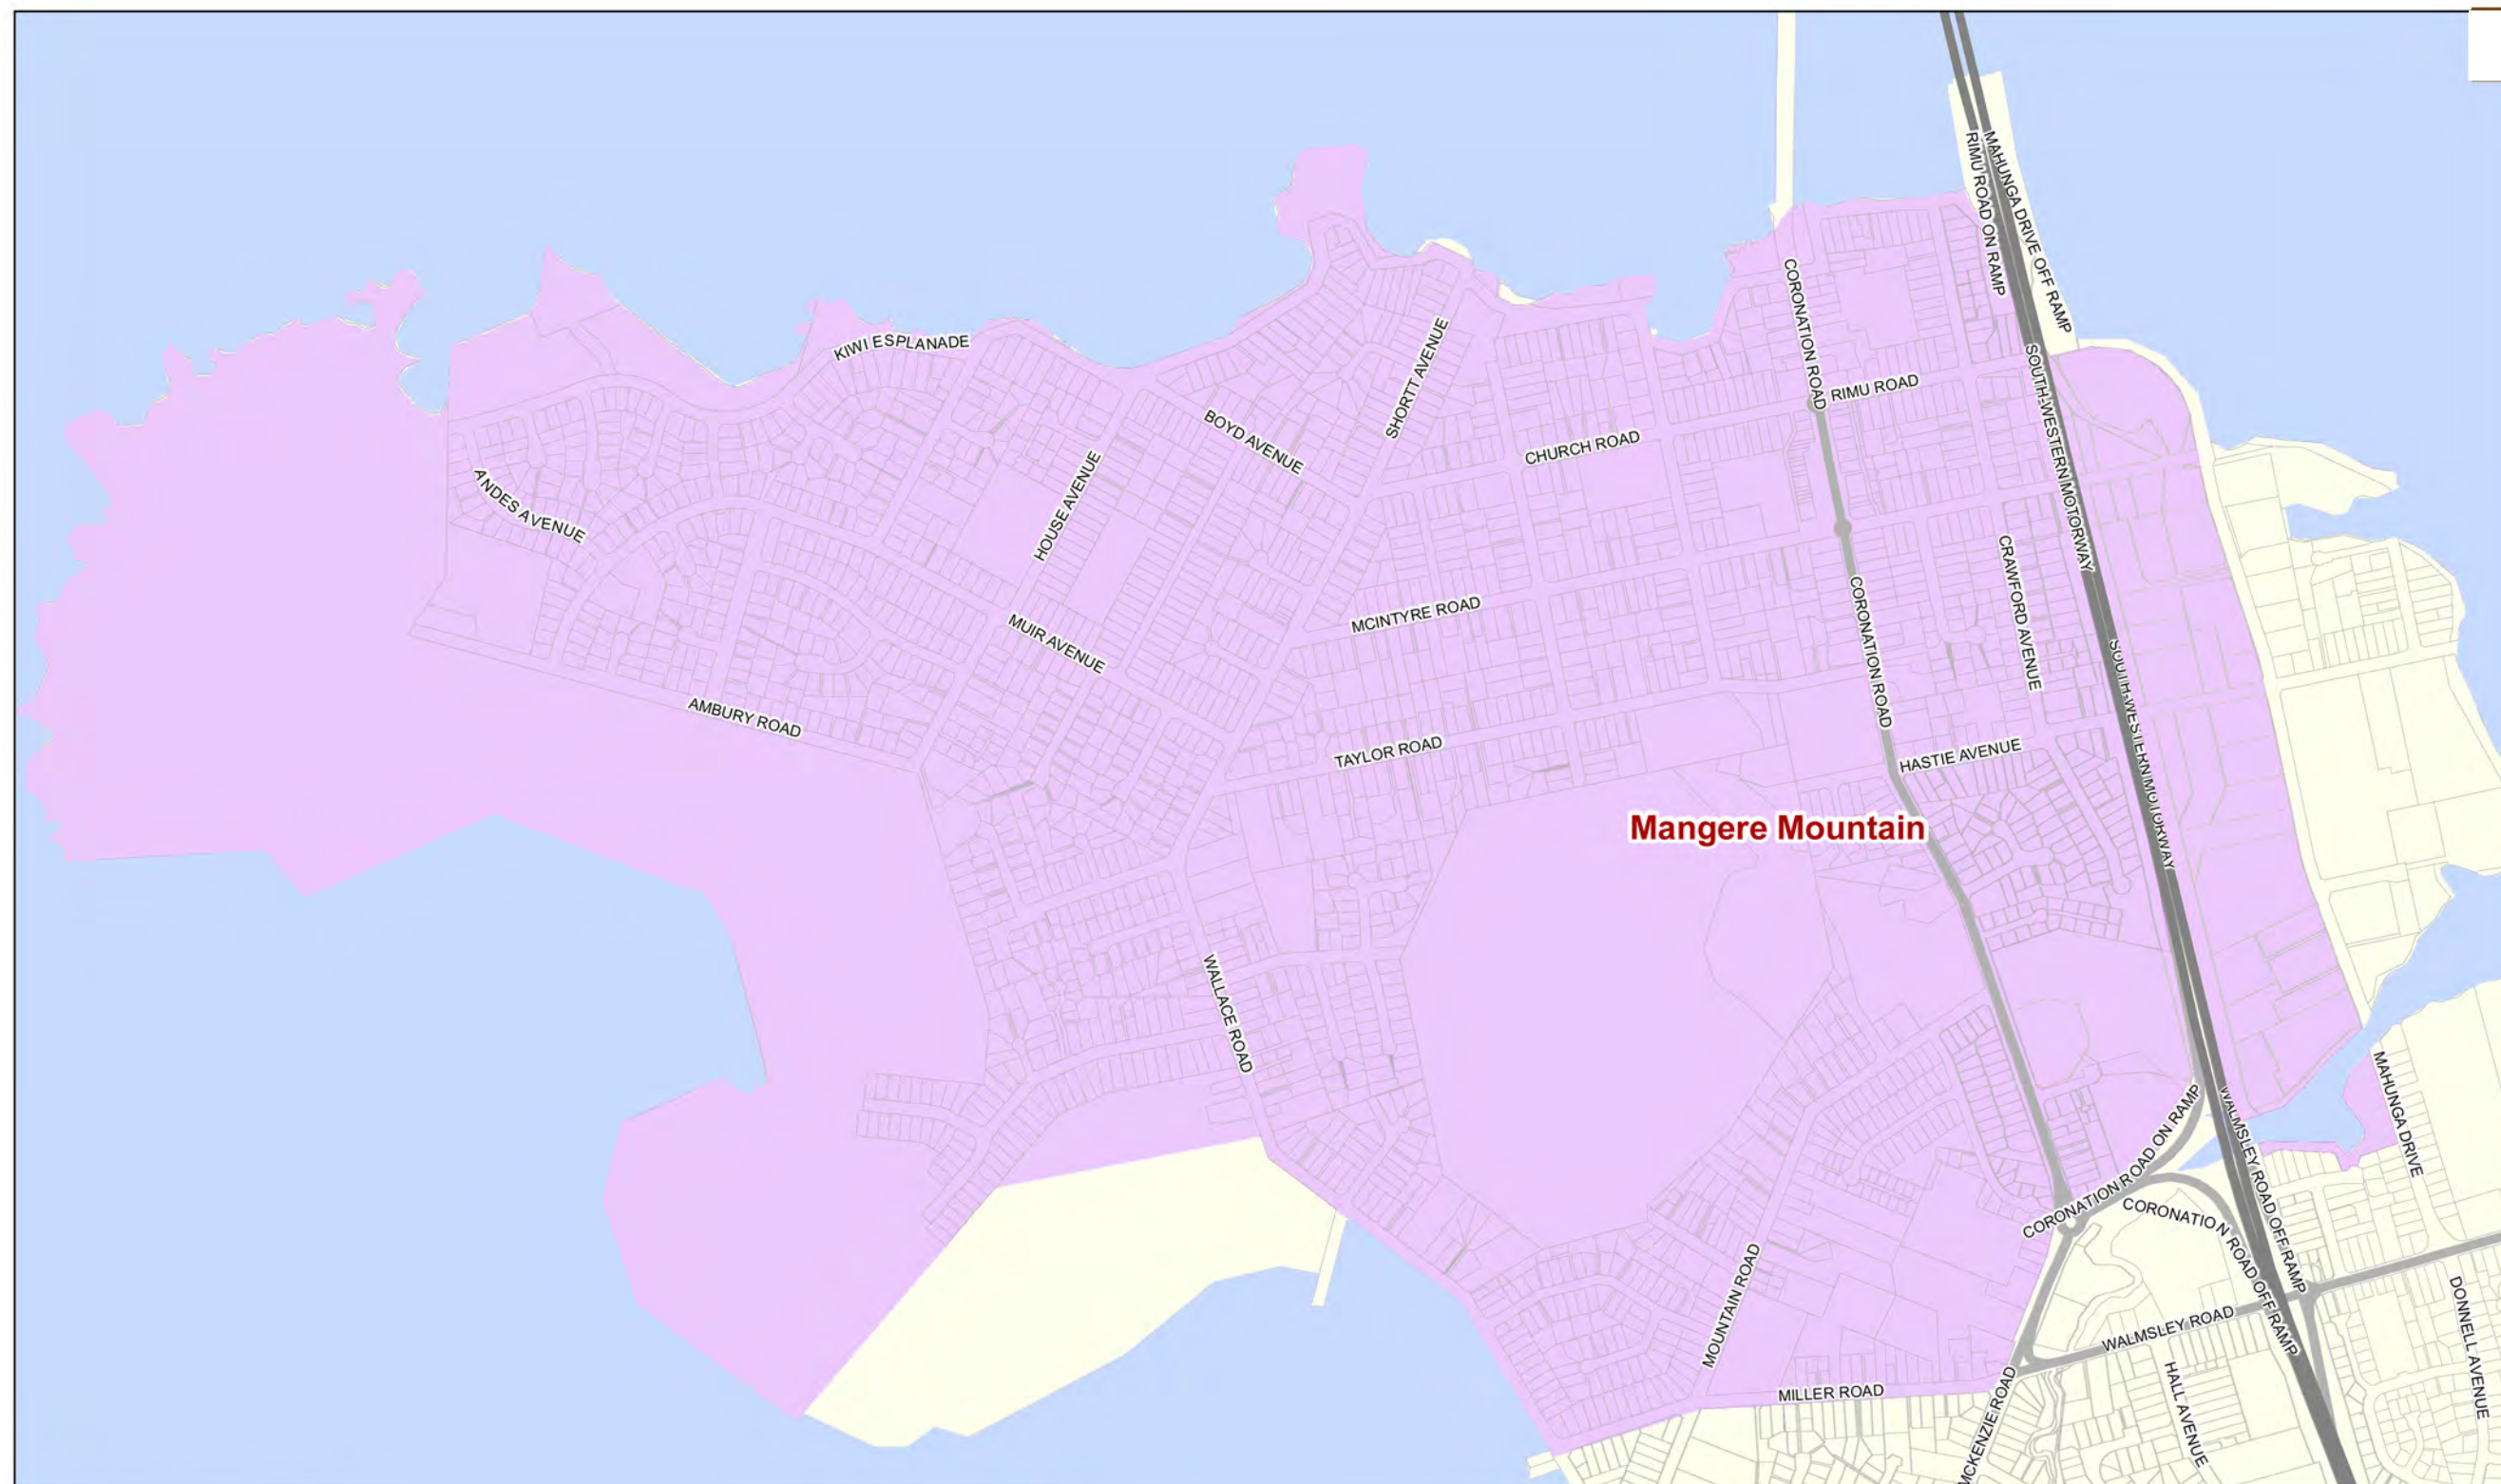 MAHUNGA DRIVE OFF RAMP
RIMU ROAD ON RAMP
CORONATION ROAD
KIWI ESPLANADE
SHORTT AVENUE
RIMU ROAD
SOUTH-WESTERN MOTORWAY
BOYD AVENUE
CHURCH ROAD
ANDES AVENUE
HOUSE AVENUE
CRAWFORD AVENUE
MCINTYRE ROAD
CORONATION ROAD
MUIR AVENUE
SOUTH-WESTERN MOTORWAY
AMBURY ROAD
TAYLOR ROAD
HASTIE AVENUE
Mangere Mountain
WALLACE ROAD
MAHUNGA DRIVE
CORONATION ROAD ON RAMP
WALMSLEY ROAD OFF RAMP
CORONATION ROAD OFF RAMP
MOUNTAIN ROAD
WALMSLEY ROAD
DONNELL AVENUE
MILLER ROAD
HALL AVENUE
MCKENZIE ROAD